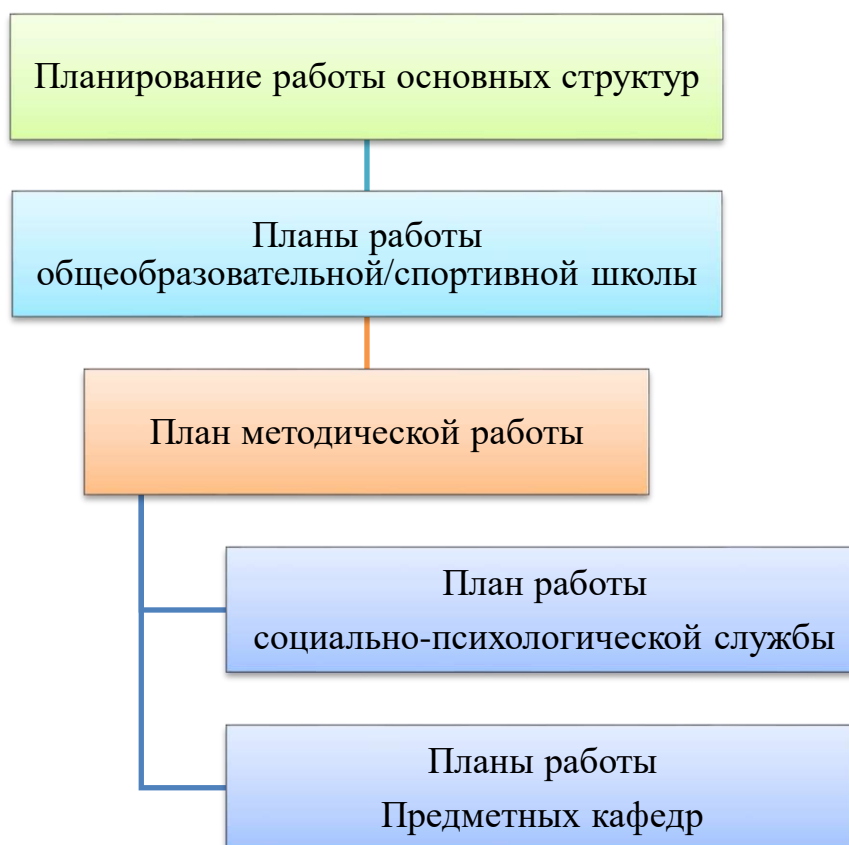 Планирование работы основных структур
Планы работы
общеобразовательной/спортивной школы
План методической работы
План работы
социально-психологической службы
Планы работы
Предметных кафедр